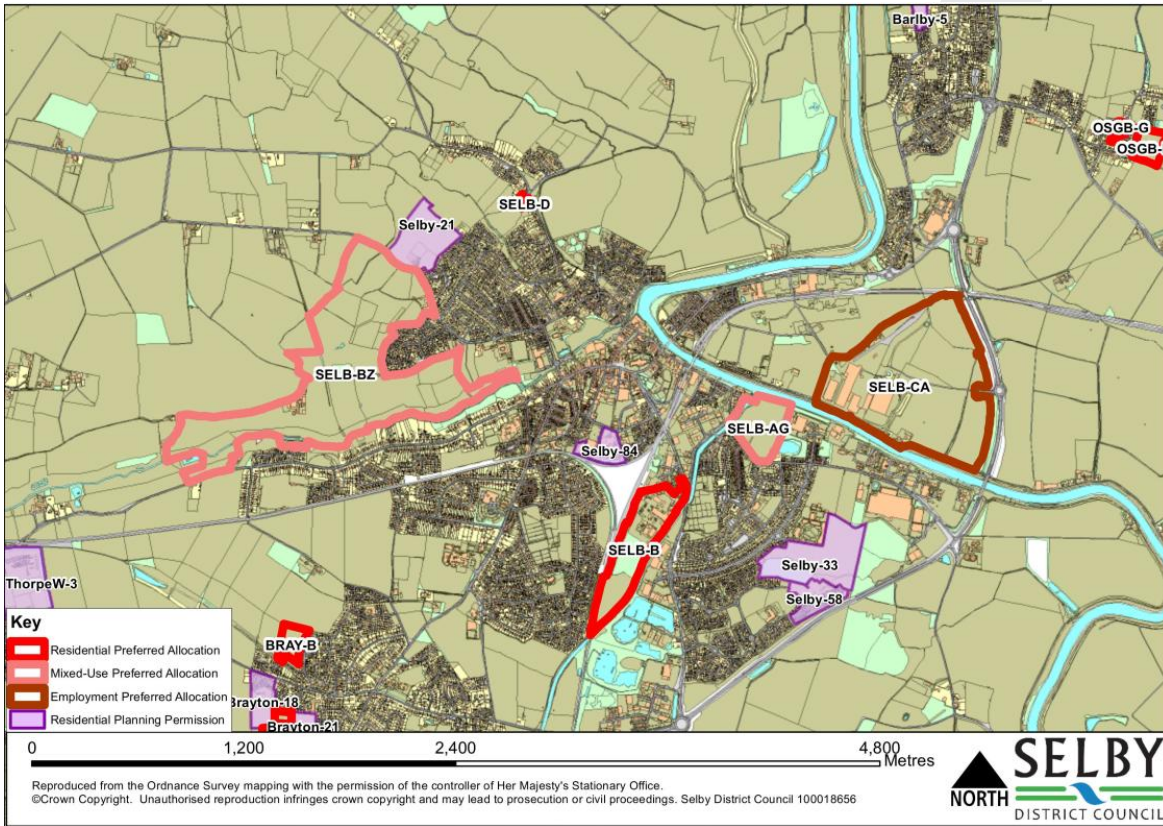 Barlby-5
OSGB-G
OSGB-
SELB-D
Selby-21
SELB-BZ
SELB-CA
SELB-AG
Selby-84
SELB-B
Selby-33
Selby-58
ThorpeW-3
BRAY-B
Brayton-18
Brayton-21
Key
Residential Preferred Allocation
Mixed-Use Preferred Allocation
Employment Preferred Allocation
Residential Planning Permission
0 1,200 2,400 4,800
Metres
Reproduced from the Ordnance Survey mapping with the permission of the controller of Her Majesty's Stationary Office.
©Crown Copyright. Unauthorised reproduction infringes crown copyright and may lead to prosecution or civil proceedings. Selby District Council 100018656
NORTH
SELBY
DISTRICT COUNCIL